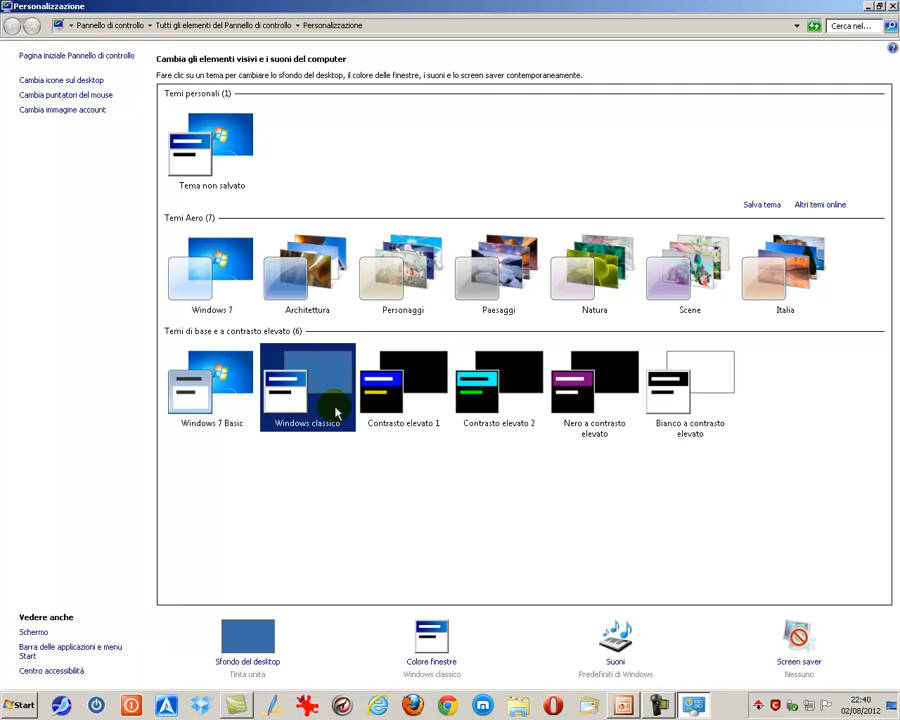 Personalizzazione
Pannello di controllo
Tutti gli elementi del Pannello di controllo
Personalizzazione
Cerca nel...
Pagina iniziale Pannello di controllo
Cambia icone sul desktop
Cambia puntatori del mouse
Cambia immagine account
Cambia gli elementi visivi e i suoni del computer
Fare clic su un tema per cambiare lo sfondo del desktop, il colore delle finestre, i suoni e lo screen saver contemporaneamente.
Temi personali (1)
Tema non salvato
Salva tema
Altri temi online
Temi Aero (7)
Windows 7
Architettura
Personaggi
Paesaggi
Natura
Scene
Italia
Temi di base e a contrasto elevato (6)
Windows 7 Basic
Windows classico
Contrasto elevato 1
Contrasto elevato 2
Nero a contrasto
elevato
Bianco a contrasto
elevato
Vedere anche
Schermo
Barra delle applicazioni e menu
Start
Centro accessibilità
Sfondo del desktop
Tinta unita
Colore finestre
Windows classico
Suoni
Predefiniti di Windows
Screen saver
Nessuno
Start
22:40
02/08/2012